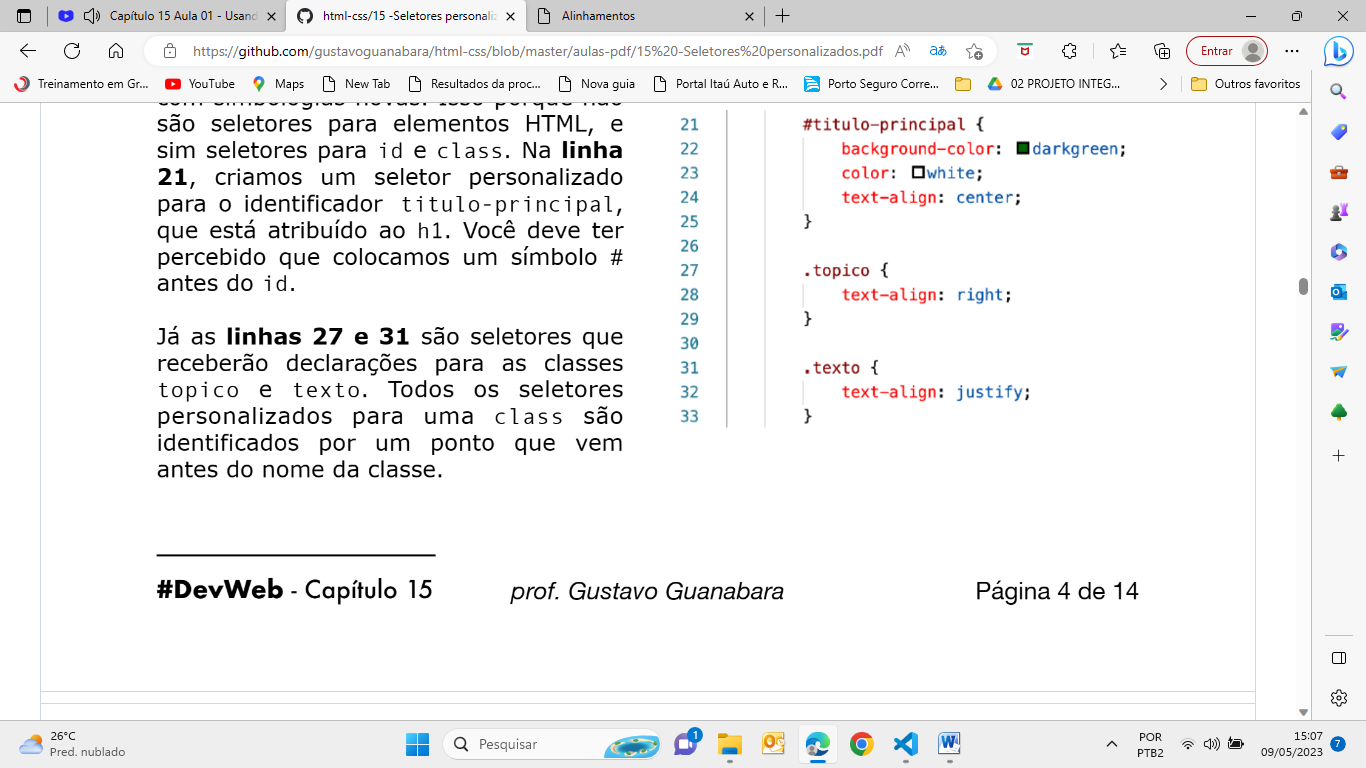 Capítulo 15 Aula 01 - Usand
html-css/15 -Seletores personaliz
Alinhamentos
https://github.com/gustavoguanabara/html-css/blob/master/aulas-pdf/15%20-Seletores%20personalizados.pdf
Entrar
Treinamento em Gr...
YouTube
Maps
New Tab
Resultados da proc...
Nova guia
Portal Itaú Auto e R...
Porto Seguro Corre...
02 PROJETO INTEG...
Outros favoritos
com simbologias novas. Isso porque não
são seletores para elementos HTML, e
sim seletores para id e class. Na linha
21, criamos um seletor personalizado
para o identificador titulo-principal,
que está atribuído ao h1. Você deve ter
percebido que colocamos um símbolo #
antes do id.
Já as linhas 27 e 31 são seletores que
receberão declarações para as classes
topico e texto. Todos os seletores
personalizados para uma class são
identificados por um ponto que vem
antes do nome da classe.
21 #titulo-principal {
22 background-color: darkgreen;
23 color: white;
24 text-align: center;
25 }
26
27 .topico {
28 text-align: right;
29 }
30
31 .texto {
32 text-align: justify;
33 }
#DevWeb - Capítulo 15
prof. Gustavo Guanabara
Página 4 de 14
26°C
Pred. nublado
Pesquisar
1
POR
PTB2
15:07
09/05/2023
7